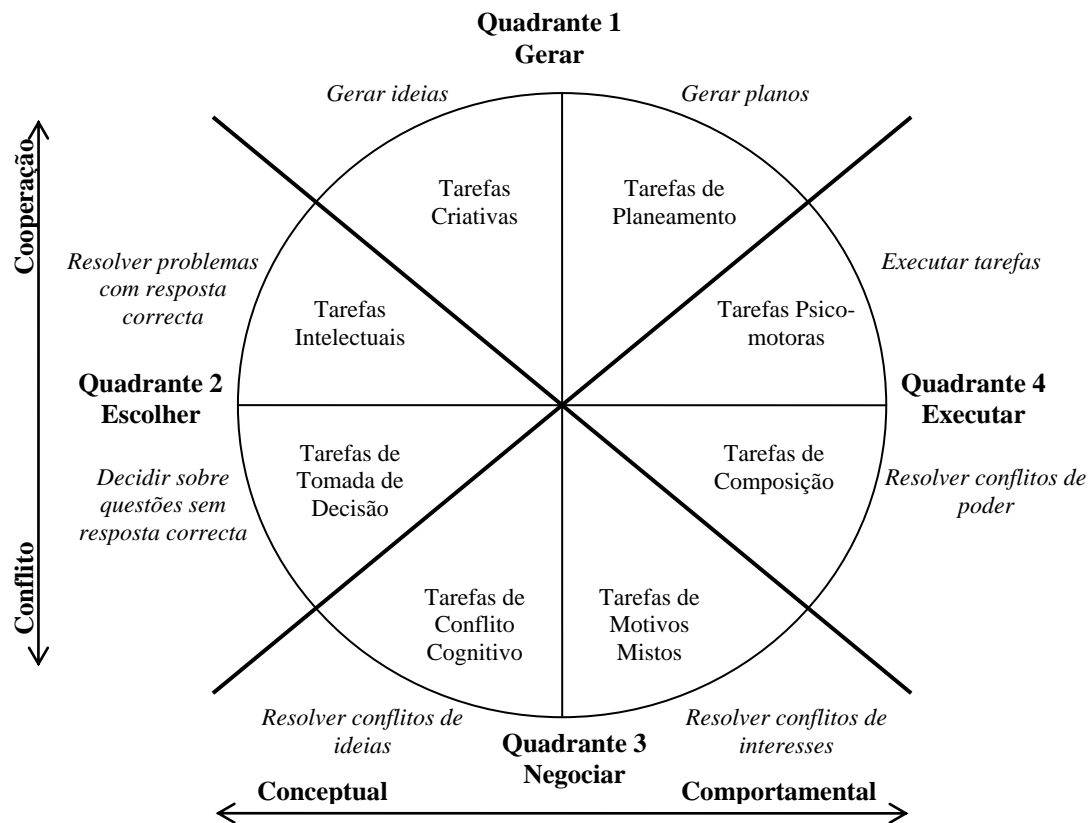 Quadrante 1
Gerar
Gerar ideias
Gerar planos
Cooperação
Tarefas
Criativas
Tarefas de
Planeamento
Resolver problemas
com resposta
correcta
Executar tarefas
Tarefas
Intelectuais
Tarefas Psico-
motoras
Quadrante 2
Escolher
Quadrante 4
Executar
Tarefas de
Tomada de
Decisão
Tarefas de
Composição
Decidir sobre
questões sem
resposta correcta
Resolver conflitos de
poder
Conflito
Tarefas de
Conflito
Cognitivo
Tarefas de
Motivos
Mistos
Resolver conflitos de
ideias
Resolver conflitos de
interesses
Quadrante 3
Negociar
Conceptual
Comportamental